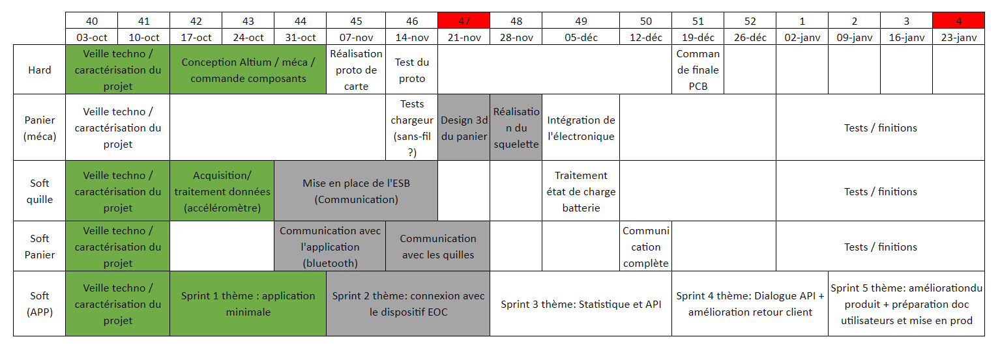 40 41 42 43 44 45 46 47 48 49 50 51 52 1 2 3 4
03-oct 10-oct 17-oct 24-oct 31-oct 07-nov 14-nov 21-nov 28-nov 05-déc 12-déc 19-déc 26-déc 02-janv 09-janv 16-janv 23-janv
Hard
Veille techno /
caractérisation du
projet
Conception Altium / méca /
commande composants
Réalisation
proto de
carte
Test du
proto
Comman
de finale
PCB
Panier
(méca)
Veille techno /
caractérisation du
projet
Tests
chargeur
(sans-fil
?)
Design 3d
du panier
Réalisatio
n du
squelette
Intégration de
l'électronique
Tests / finitions
Soft
quille
Veille techno /
caractérisation du
projet
Acquisition/
traitement données
(accéléromètre)
Mise en place de l'ESB
(Communication)
Traitement
état de charge
batterie
Tests / finitions
Soft
Panier
Veille techno /
caractérisation du
projet
Communication avec
l'application
(bluetooth)
Communication
avec les quilles
Communi
cation
complète
Tests / finitions
Soft
(APP)
Veille techno /
caractérisation du
projet
Sprint 1 thème : application
minimale
Sprint 2 thème: connexion avec
le dispositif EOC
Sprint 3 thème: Statistique et API
Sprint 4 thème: Dialogue API +
amélioration retour client
Sprint 5 thème: améliorationdu
produit + préparation doc
utilisateurs et mise en prod